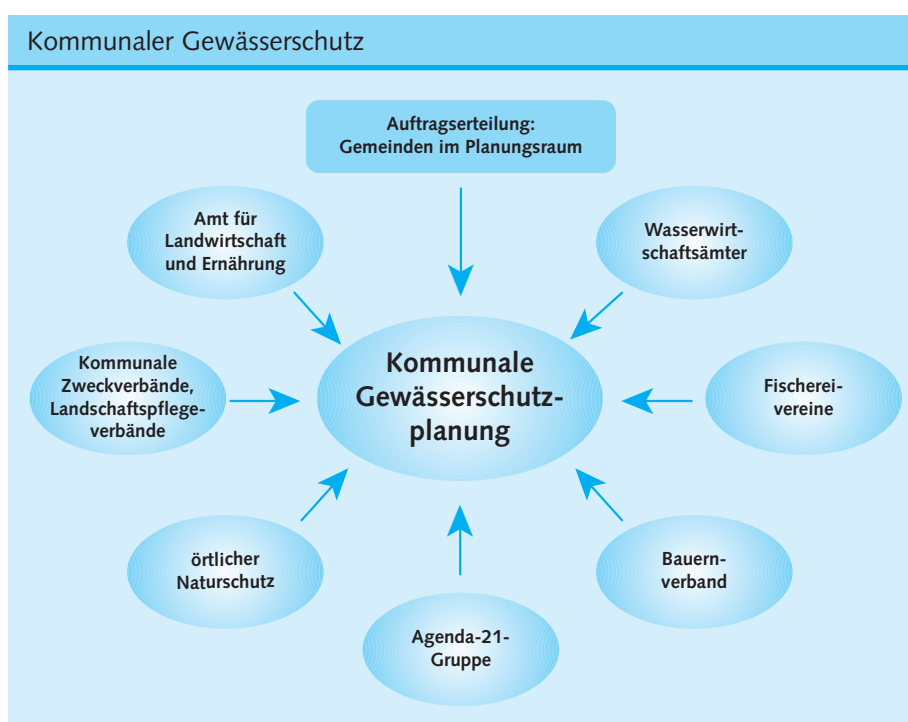 Kommunaler Gewässerschutz
Auftragserteilung:
Gemeinden im Planungsraum
Amt für
Landwirtschaft
und Ernährung
Wasserwirt-
schaftsämter
Kommunale
Zweckverbände,
Landschaftspflege-
verbände
Kommunale
Gewässerschutz-
planung
Fischerei-
vereine
örtlicher
Naturschutz
Bauern-
verband
Agenda-21-
Gruppe